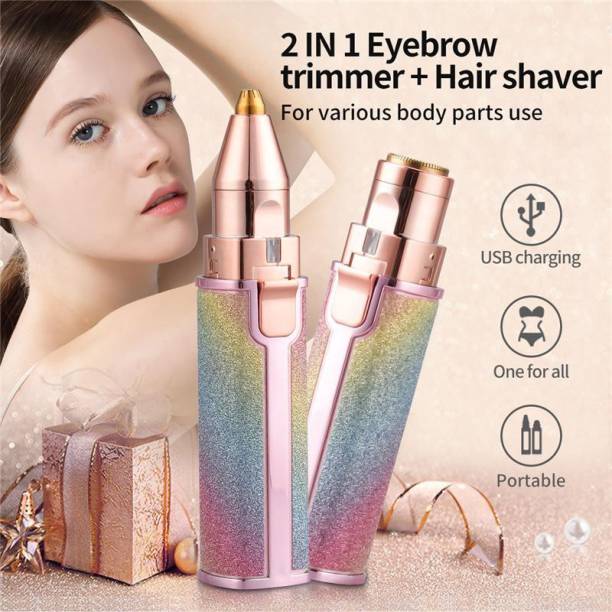 2 IN 1 Eyebrow
trimmer + Hair shaver
For various body parts use
USB charging
One for all
Portable